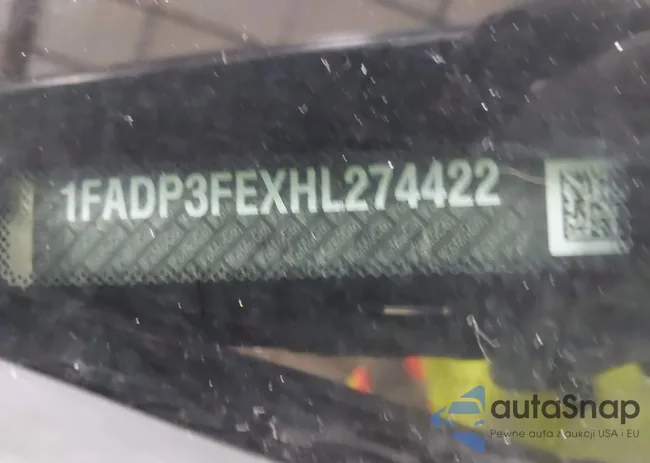 1FADP3FEXHL274422
autaSnap
Pewne auta z aukcji USA i EU